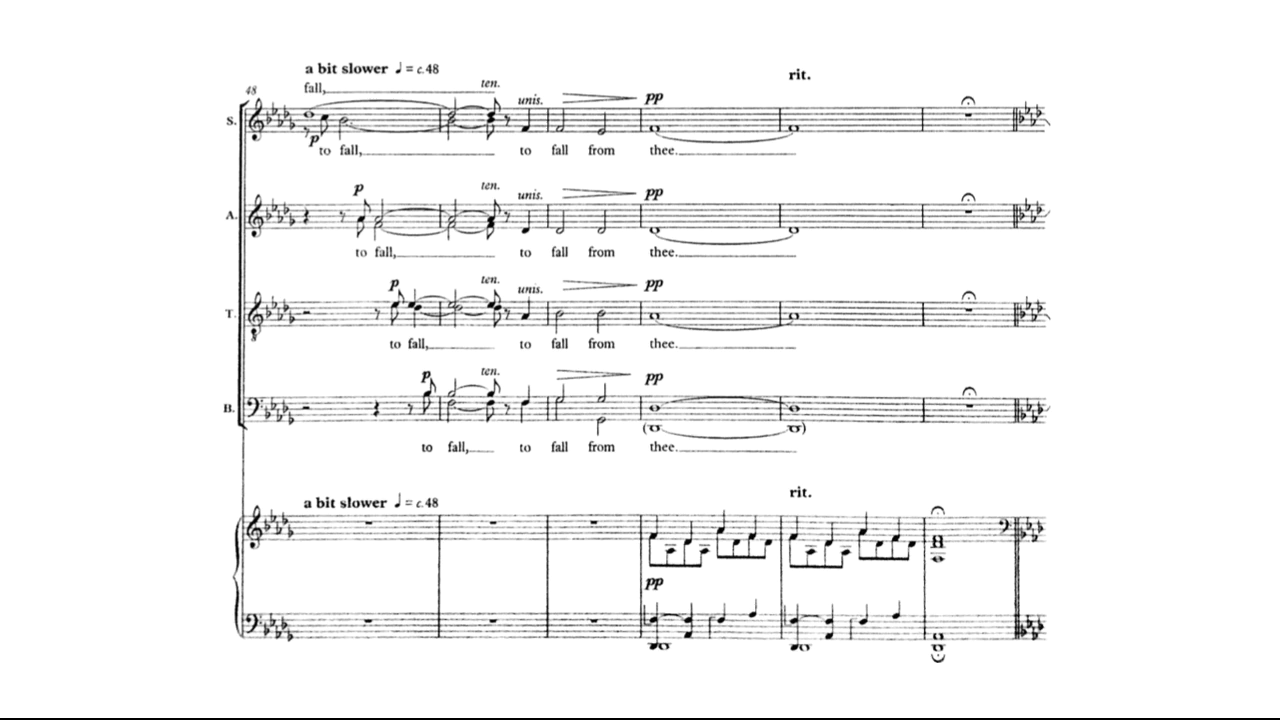 a bit slower ♩ = c.48
rit.
48
fall,
ten.
unis.
pp
S.
p
to fall, to fall from thee.
p
ten.
unis.
pp
A.
to fall, to fall from thee.
p
ten.
unis.
pp
T.
8
to fall, to fall from thee.
p
ten.
pp
B.
to fall, to fall from thee.
a bit slower ♩ = c.48
rit.
pp